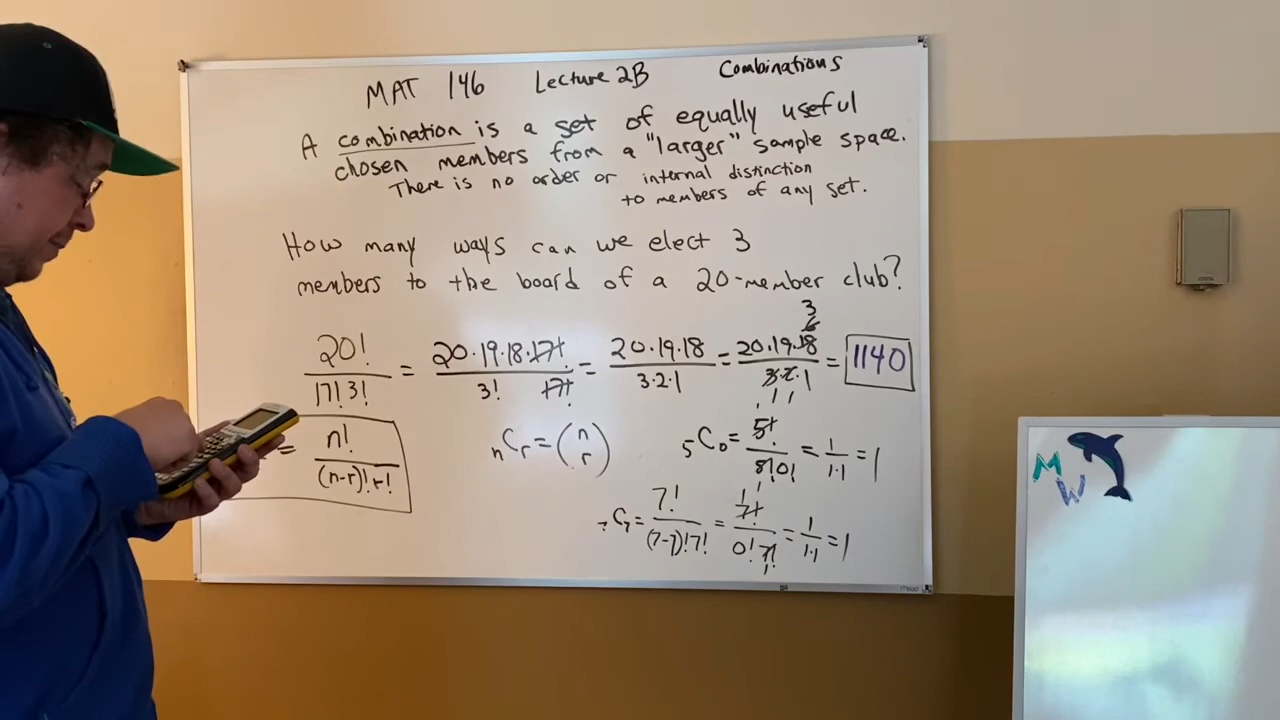 MAT 146 Lecture 2B Combinations
A combination is a set of equally useful
chosen members from a "larger" sample space.
There is no order or internal distinction
to members of any set.
How many ways can we elect 3
members to the board of a 20-member club?
20!/17!3! = 20·19·18·17!/3! 17! = 20·19·18/3·2·1 = 20·19·18/3·2·1 = 1140
3 6
1 1
= n!/(n-r)!r!
nCr = (n r)
5C0 = 5!/5!0! = 1/1·1 = 1
7C7 = 7!/(7-7)!7! = 7!/0!7! = 1/1·1 = 1
M
W